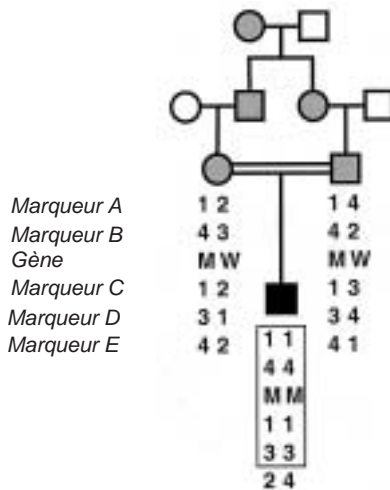 Marqueur A 1 2 1 4
Marqueur B 4 3 4 2
Gène M W M W
Marqueur C 1 2 1 3
Marqueur D 3 1 3 4
Marqueur E 4 2 4 1
1 1
4 4
M M
1 1
3 3
2 4